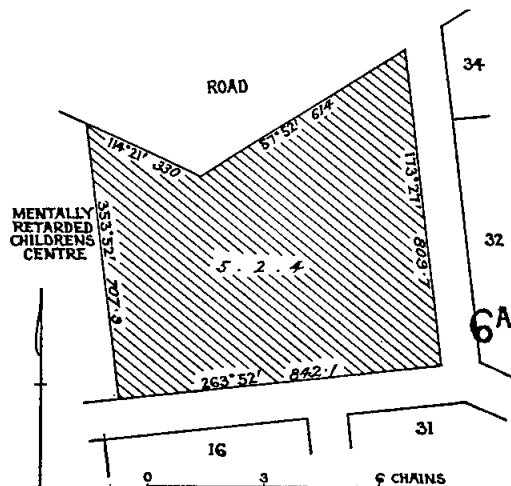 34
ROAD
57°52' 614
114°21' 330
173°27' 809.7
MENTALLY
RETARDED
CHILDRENS
CENTRE
353°52' 707.9
32
5 . 2 . 4
6A
263°52' 842.1
16
31
0 3 6 CHAINS